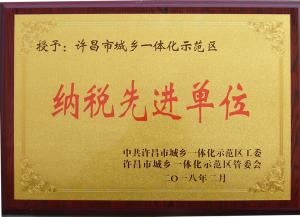 授予：许昌市城乡一体化示范区
纳税先进单位
中共许昌市城乡一体化示范区工委
许昌市城乡一体化示范区管委会
二〇一八年二月